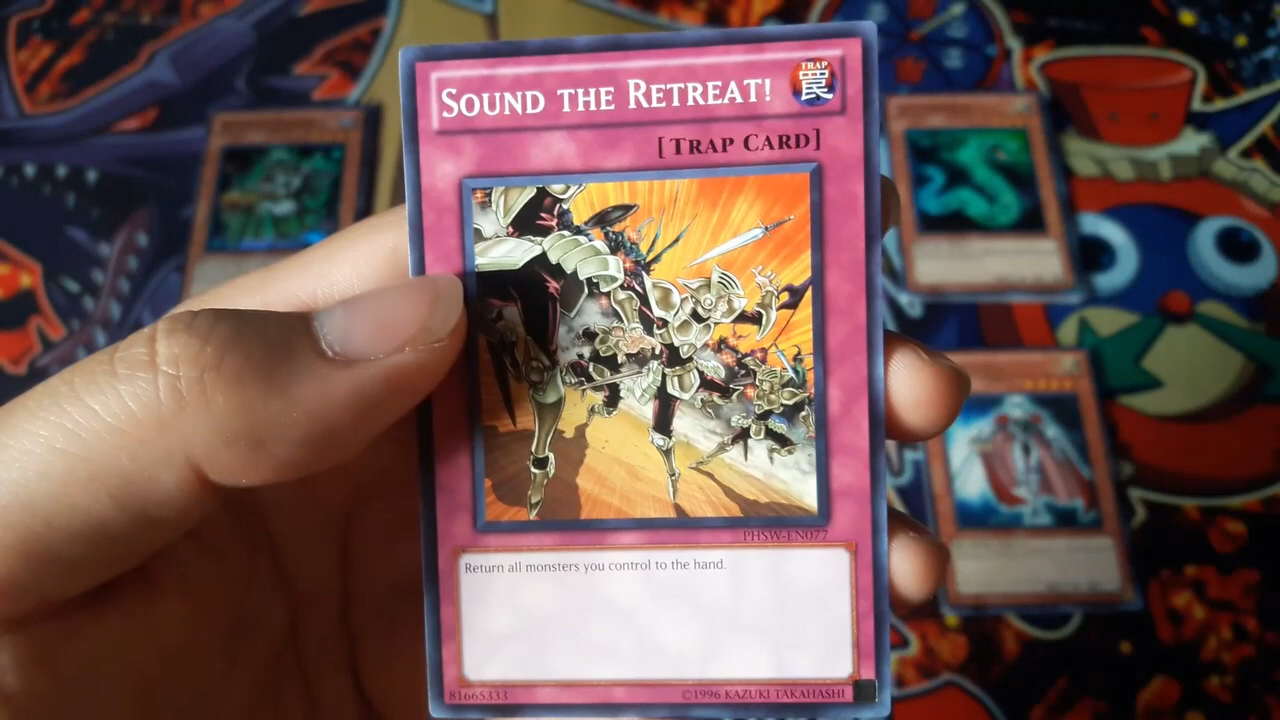 SOUND THE RETREAT!
TRAP
罠
[TRAP CARD]
PHSW-EN077
Return all monsters you control to the hand.
81665333
©1996 KAZUKI TAKAHASHI